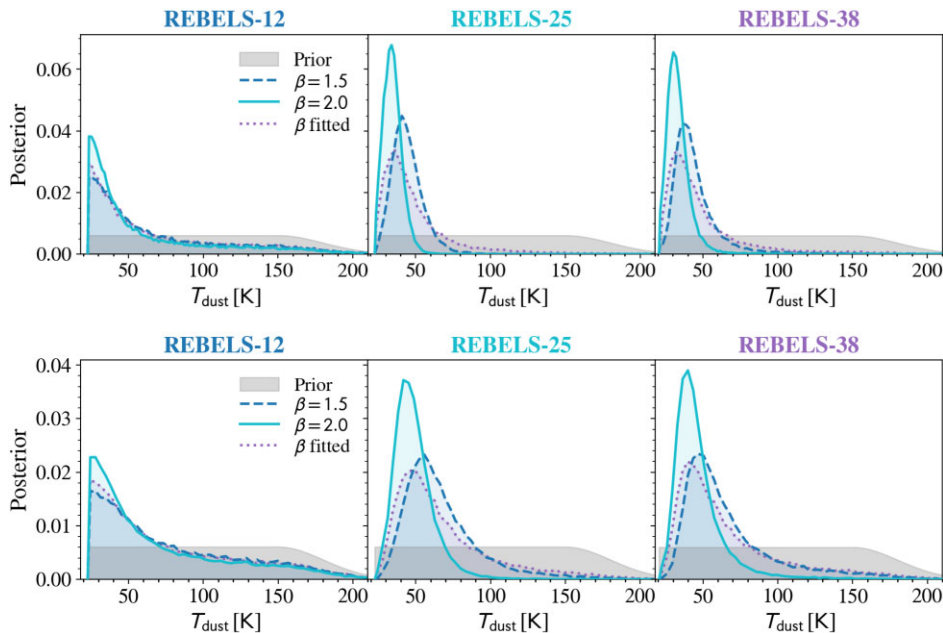 REBELS-12 REBELS-25 REBELS-38
Prior
β = 1.5
β = 2.0
β fitted
Posterior
0.06
0.04
0.02
0.00
50 100 150 200 50 100 150 200 50 100 150 200
T_dust [K] T_dust [K] T_dust [K]
REBELS-12 REBELS-25 REBELS-38
Prior
β = 1.5
β = 2.0
β fitted
Posterior
0.04
0.03
0.02
0.01
0.00
50 100 150 200 50 100 150 200 50 100 150 200
T_dust [K] T_dust [K] T_dust [K]